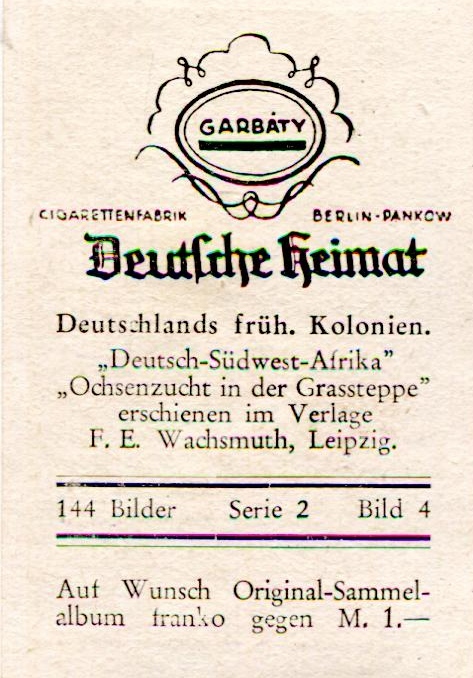 GARBÁTY
CIGARETTENFABRIK BERLIN-PANKOW
Deutsche Heimat
Deutschlands früh. Kolonien.
„Deutsch-Südwest-Afrika”
„Ochsenzucht in der Grassteppe”
erschienen im Verlage
F. E. Wachsmuth, Leipzig.
144 Bilder Serie 2 Bild 4
Auf Wunsch Original-Sammel-
album franko gegen M. 1.—